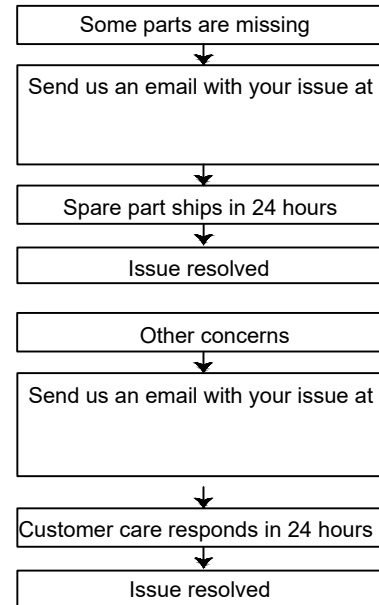 Some parts are missing
Send us an email with your issue at
Spare part ships in 24 hours
Issue resolved
Other concerns
Send us an email with your issue at
Customer care responds in 24 hours
Issue resolved